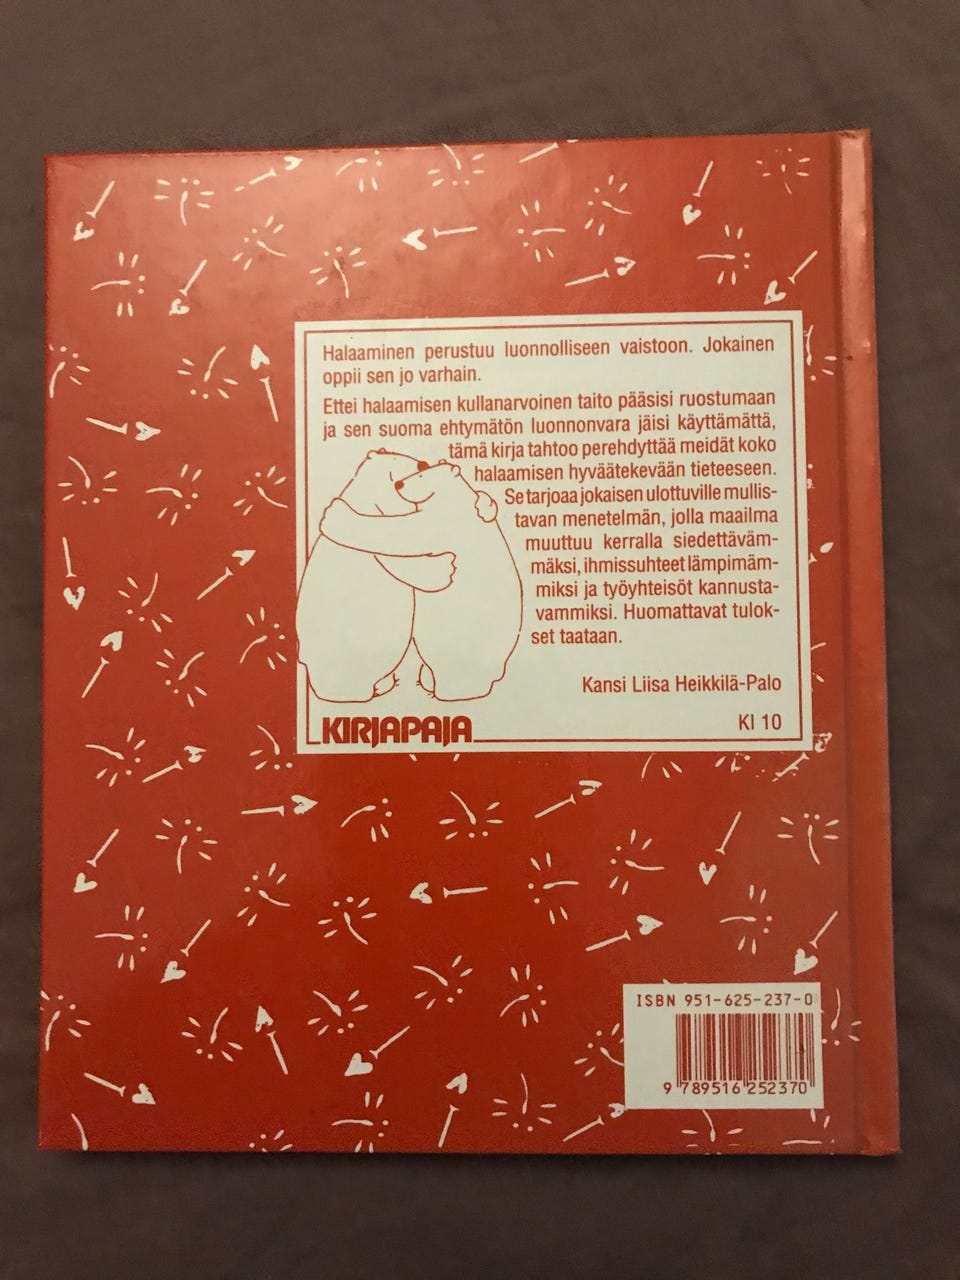 Halaaminen perustuu luonnolliseen vaistoon. Jokainen
oppii sen jo varhain.
Ettei halaamisen kullanarvoinen taito pääsisi ruostumaan
ja sen suoma ehtymätön luonnonvara jäisi käyttämättä,
tämä kirja tahtoo perehdyttää meidät koko
halaamisen hyväätekevään tieteeseen.
Se tarjoaa jokaisen ulottuville mullis-
tavan menetelmän, jolla maailma
muuttuu kerralla siedettäväm-
mäksi, ihmissuhteet lämpimäm-
miksi ja työyhteisöt kannusta-
vammiksi. Huomattavat tulok-
set taataan.
Kansi Liisa Heikkilä-Palo
KIRJAPAJA
Kl 10
ISBN 951-625-237-0
9 789516 252370